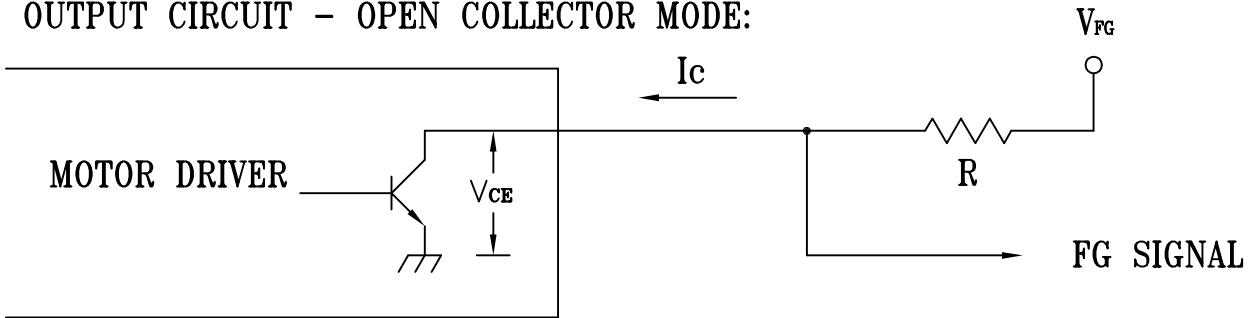 OUTPUT CIRCUIT - OPEN COLLECTOR MODE:
VFG
Ic
MOTOR DRIVER
VCE
R
FG SIGNAL